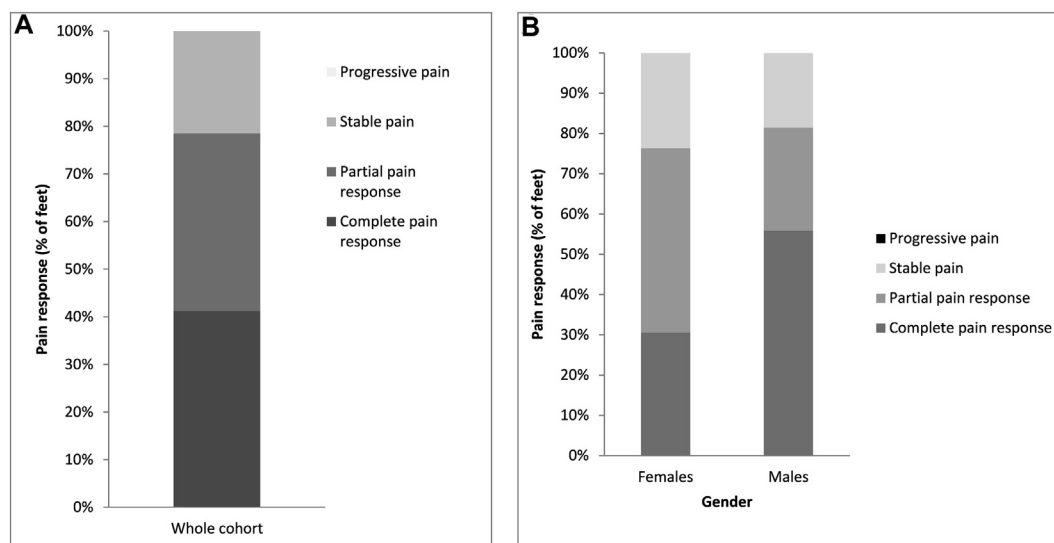 A
Pain response (% of feet)
100%
90%
80%
70%
60%
50%
40%
30%
20%
10%
0%
Whole cohort
Progressive pain
Stable pain
Partial pain
response
Complete pain
response
B
Pain response (% of feet)
100%
90%
80%
70%
60%
50%
40%
30%
20%
10%
0%
Females
Males
Gender
Progressive pain
Stable pain
Partial pain response
Complete pain response